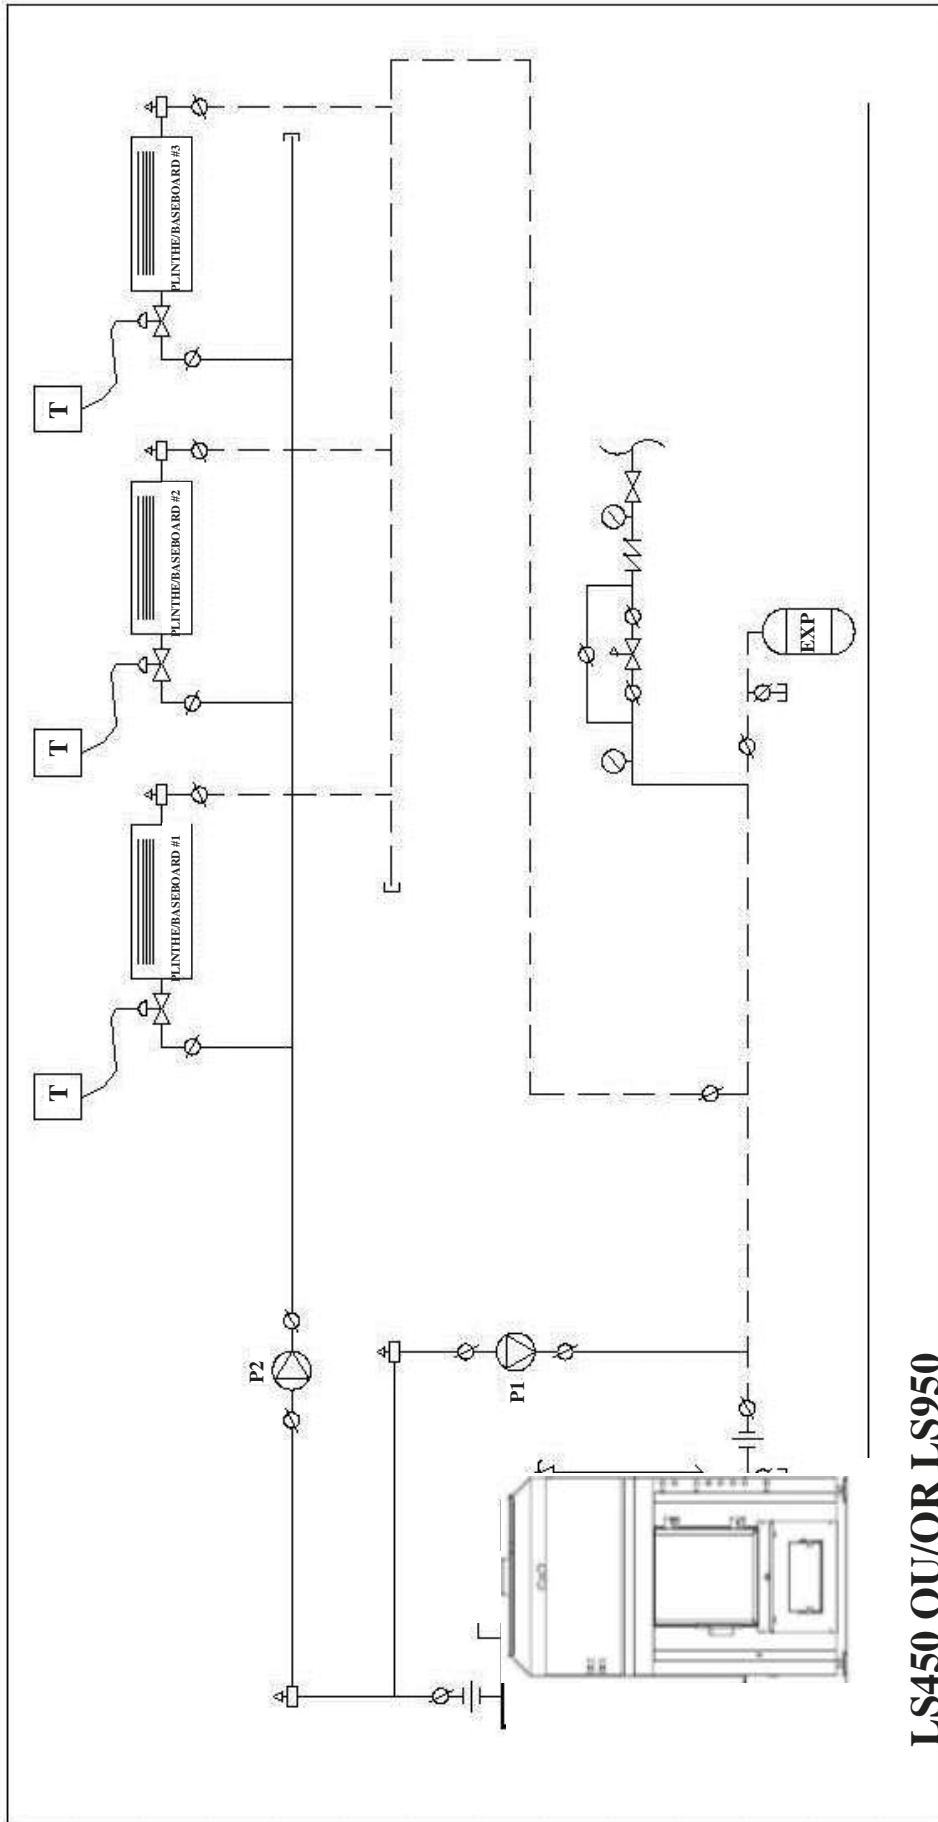 T
T
T
PLINTHE/BASEBOARD #1
PLINTHE/BASEBOARD #2
PLINTHE/BASEBOARD #3
P2
P1
EXP
LS450 OU/OR LS950